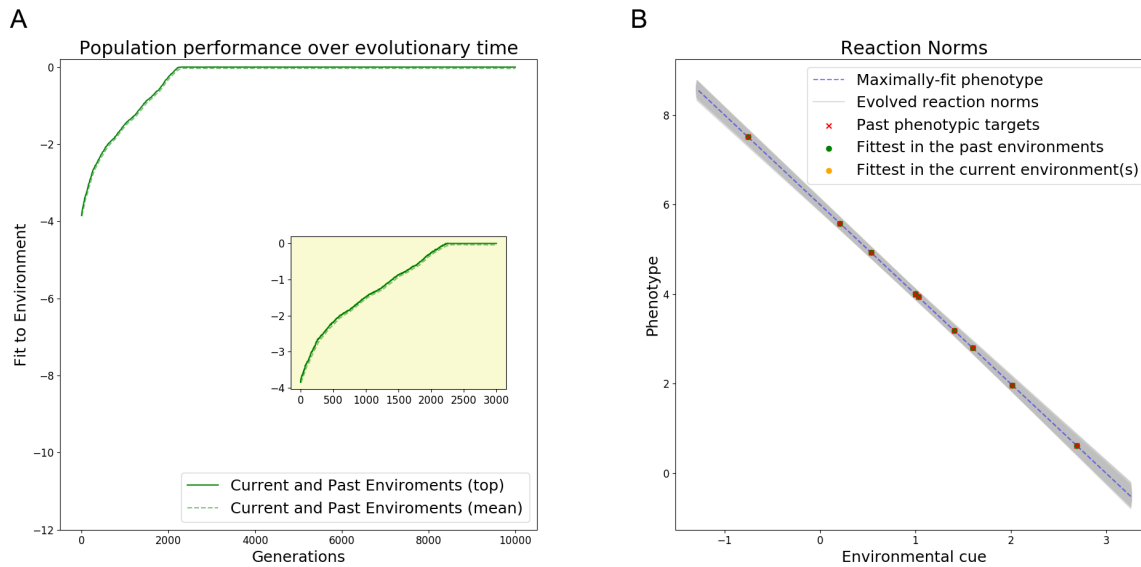 A
Population performance over evolutionary time
0
−2
−4
−6
−8
−10
−12
0
2000
4000
6000
8000
10000
Generations
Fit to Environment
0
−1
−2
−3
−4
0
500
1000
1500
2000
2500
3000
Current and Past Enviroments (top)
Current and Past Enviroments (mean)
B
Reaction Norms
Maximally-fit phenotype
Evolved reaction norms
Past phenotypic targets
Fittest in the past environments
Fittest in the current environment(s)
8
6
4
2
0
−1
0
1
2
3
Environmental cue
Phenotype